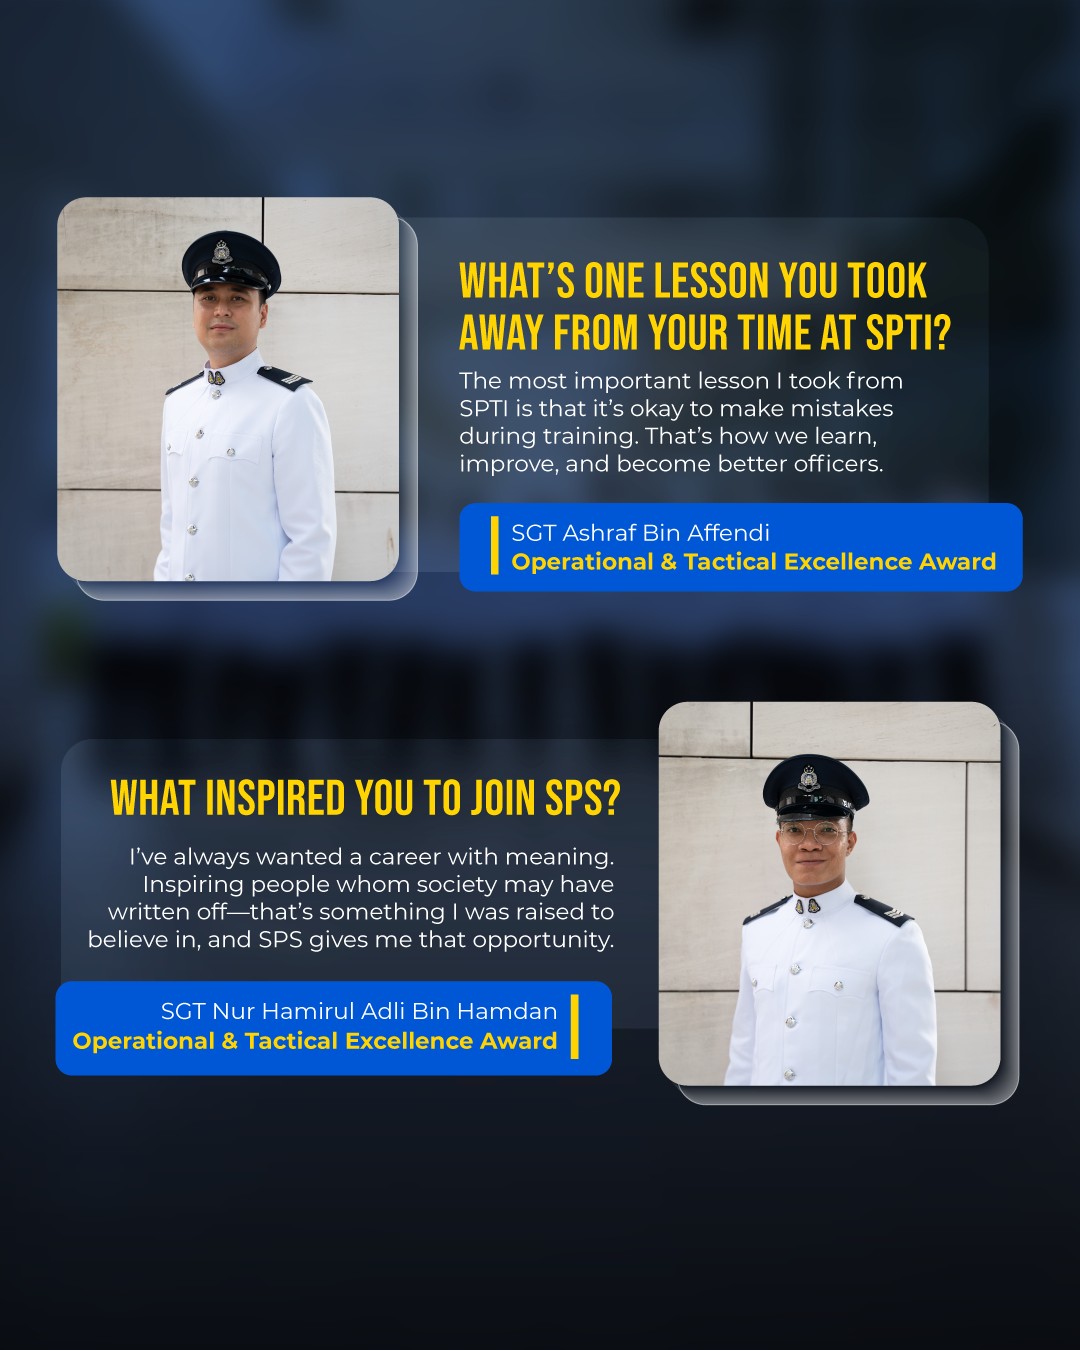 WHAT’S ONE LESSON YOU TOOK
AWAY FROM YOUR TIME AT SPTI?
The most important lesson I took from
SPTI is that it’s okay to make mistakes
during training. That’s how we learn,
improve, and become better officers.
SGT Ashraf Bin Affendi
Operational & Tactical Excellence Award
WHAT INSPIRED YOU TO JOIN SPS?
I’ve always wanted a career with meaning.
Inspiring people whom society may have
written off—that’s something I was raised to
believe in, and SPS gives me that opportunity.
SGT Nur Hamirul Adli Bin Hamdan
Operational & Tactical Excellence Award